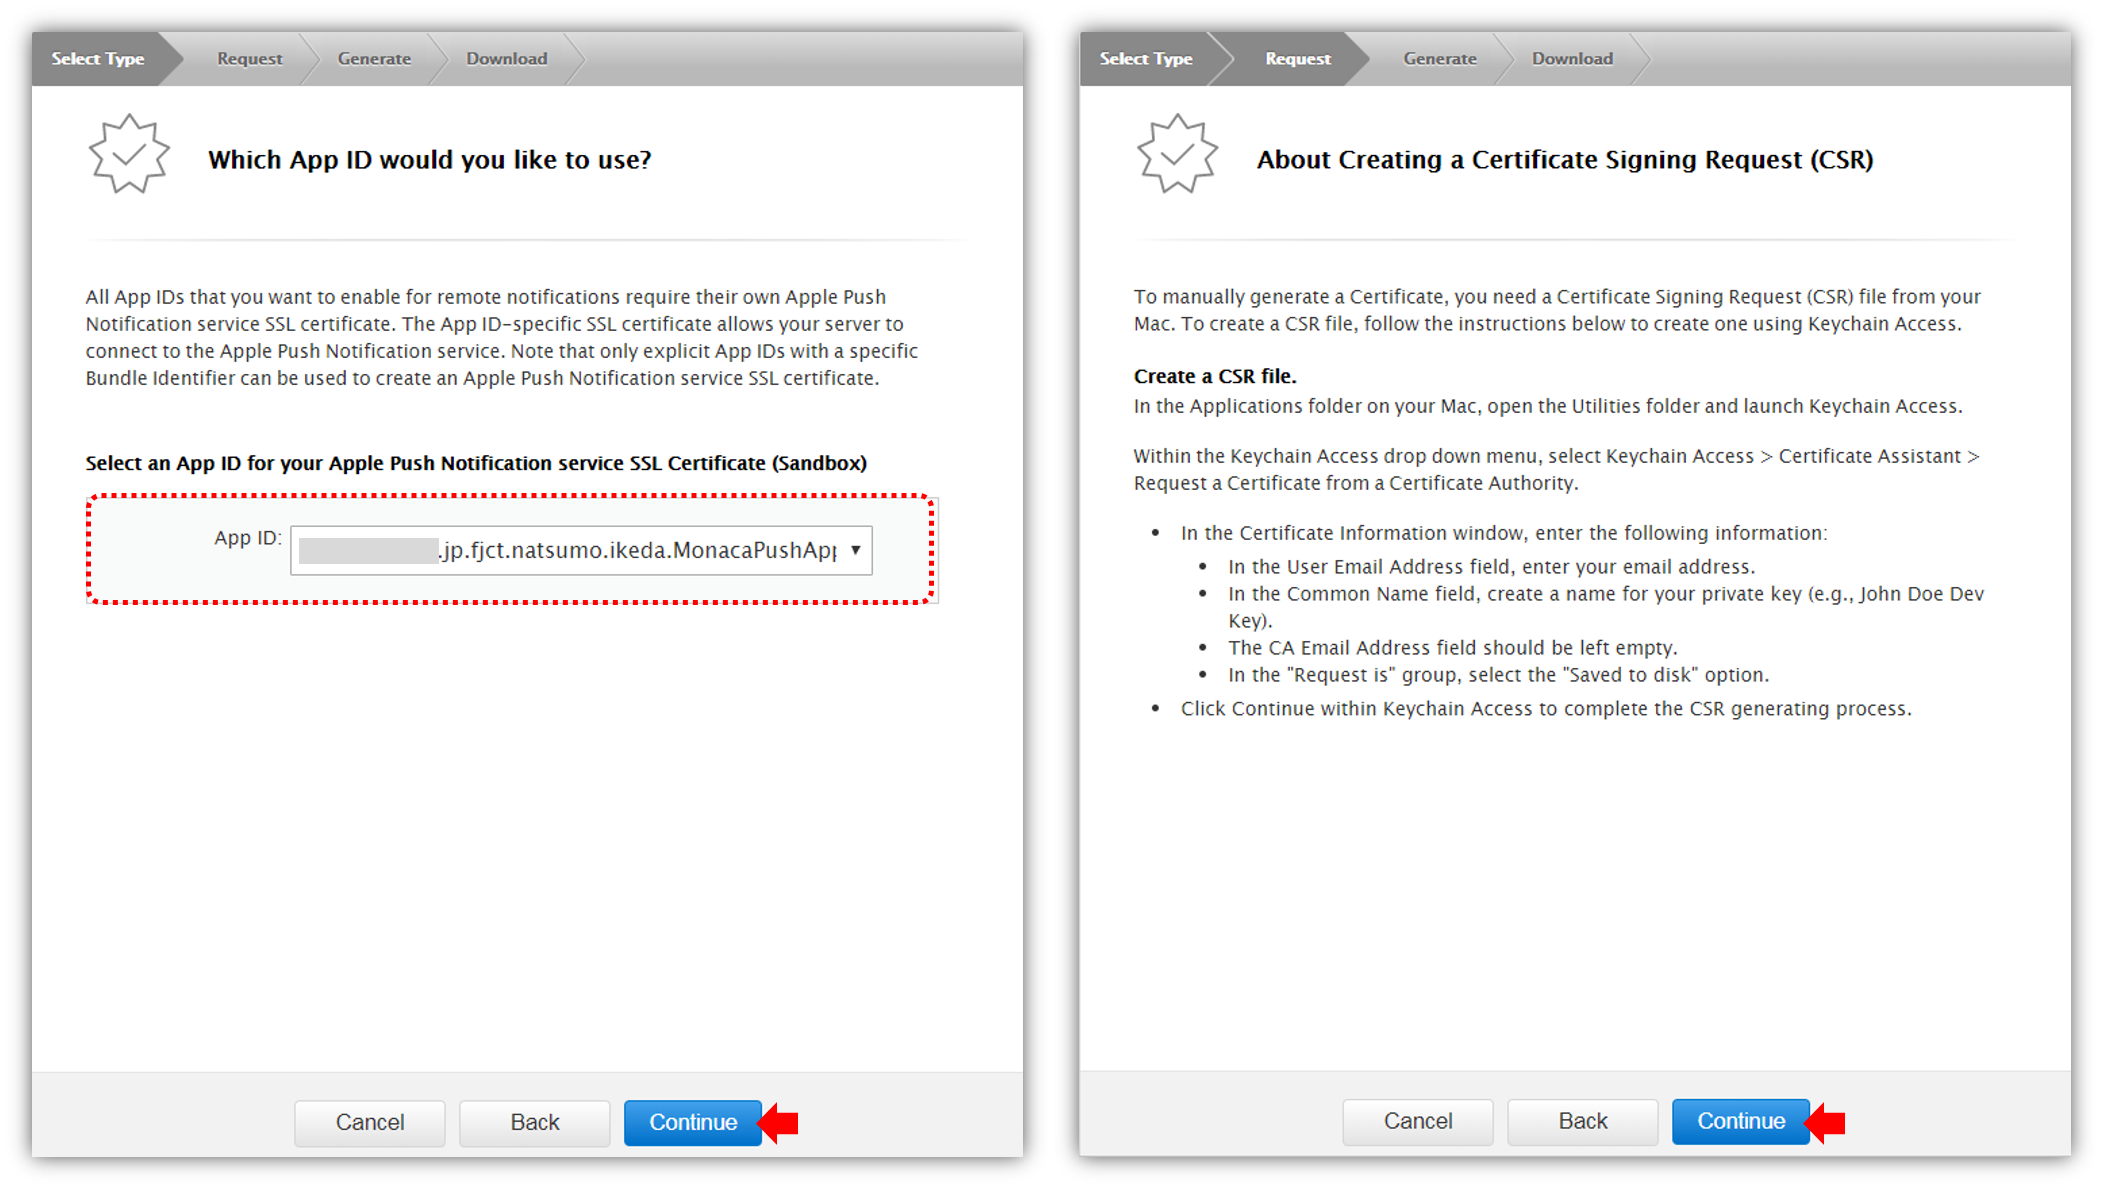 Select Type
Request
Generate
Download
Which App ID would you like to use?
All App IDs that you want to enable for remote notifications require their own Apple Push
Notification service SSL certificate. The App ID-specific SSL certificate allows your server to
connect to the Apple Push Notification service. Note that only explicit App IDs with a specific
Bundle Identifier can be used to create an Apple Push Notification service SSL certificate.
Select an App ID for your Apple Push Notification service SSL Certificate (Sandbox)
App ID:
.jp.fjct.natsumo.ikeda.MonacaPushApp
Cancel
Back
Continue
Select Type
Request
Generate
Download
About Creating a Certificate Signing Request (CSR)
To manually generate a Certificate, you need a Certificate Signing Request (CSR) file from your
Mac. To create a CSR file, follow the instructions below to create one using Keychain Access.
Create a CSR file.
In the Applications folder on your Mac, open the Utilities folder and launch Keychain Access.
Within the Keychain Access drop down menu, select Keychain Access > Certificate Assistant >
Request a Certificate from a Certificate Authority.
• In the Certificate Information window, enter the following information:
• In the User Email Address field, enter your email address.
• In the Common Name field, create a name for your private key (e.g., John Doe Dev
Key).
• The CA Email Address field should be left empty.
• In the "Request is" group, select the "Saved to disk" option.
• Click Continue within Keychain Access to complete the CSR generating process.
Cancel
Back
Continue